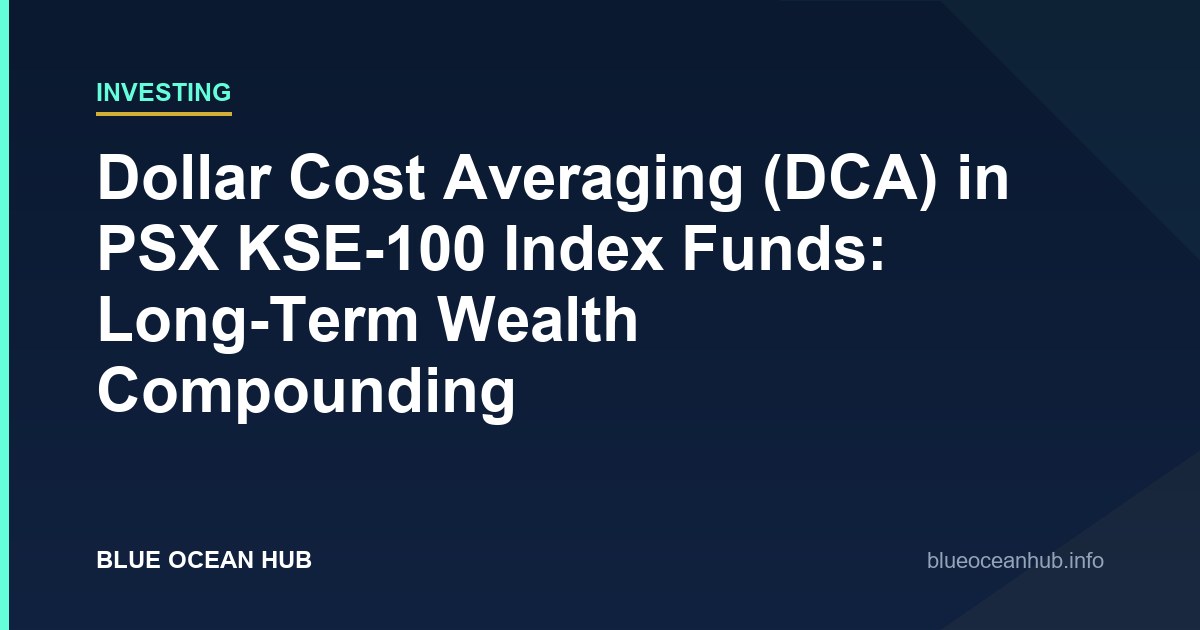 INVESTING
Dollar Cost Averaging (DCA) in
PSX KSE-100 Index Funds:
Long-Term Wealth
Compounding
BLUE OCEAN HUB
blueoceanhub.info